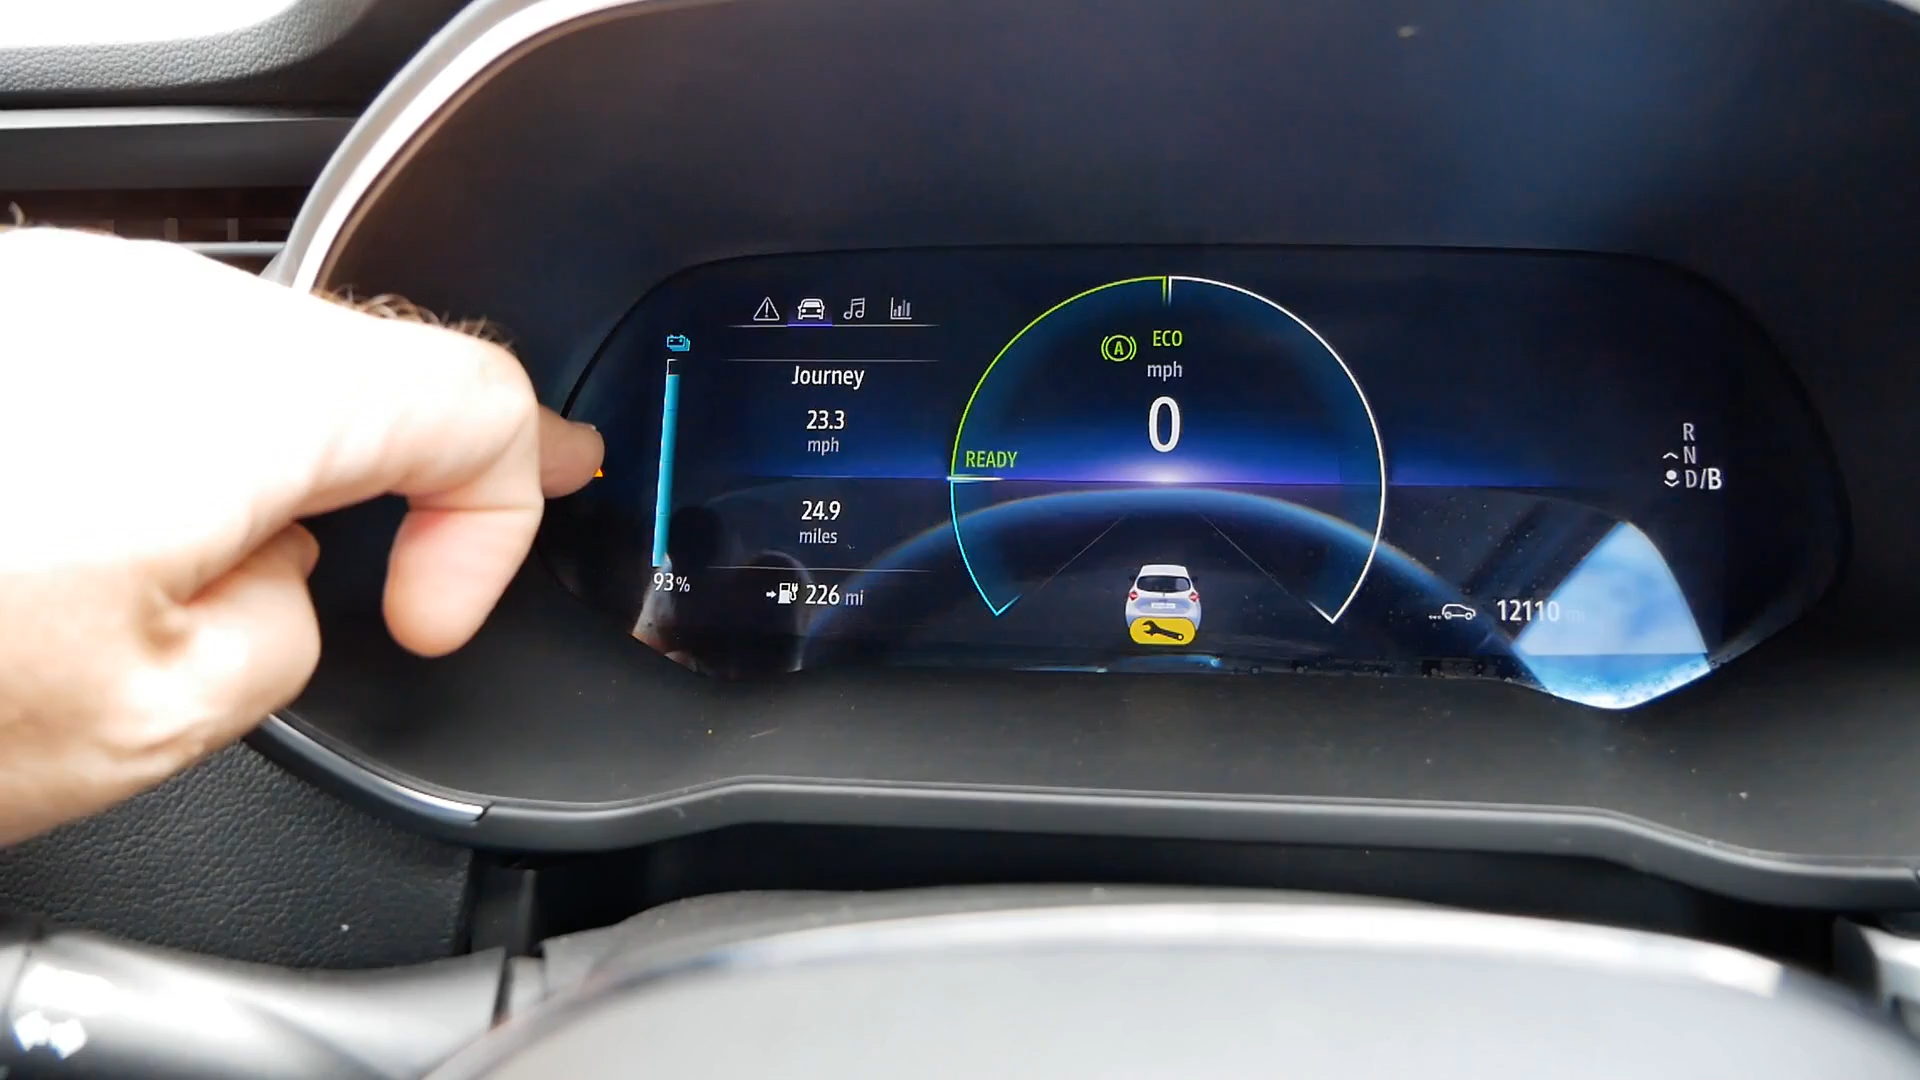 Journey
23.3
mph
24.9
miles
93%
226 mi
A
ECO
mph
0
READY
R
N
D/B
12110 mi